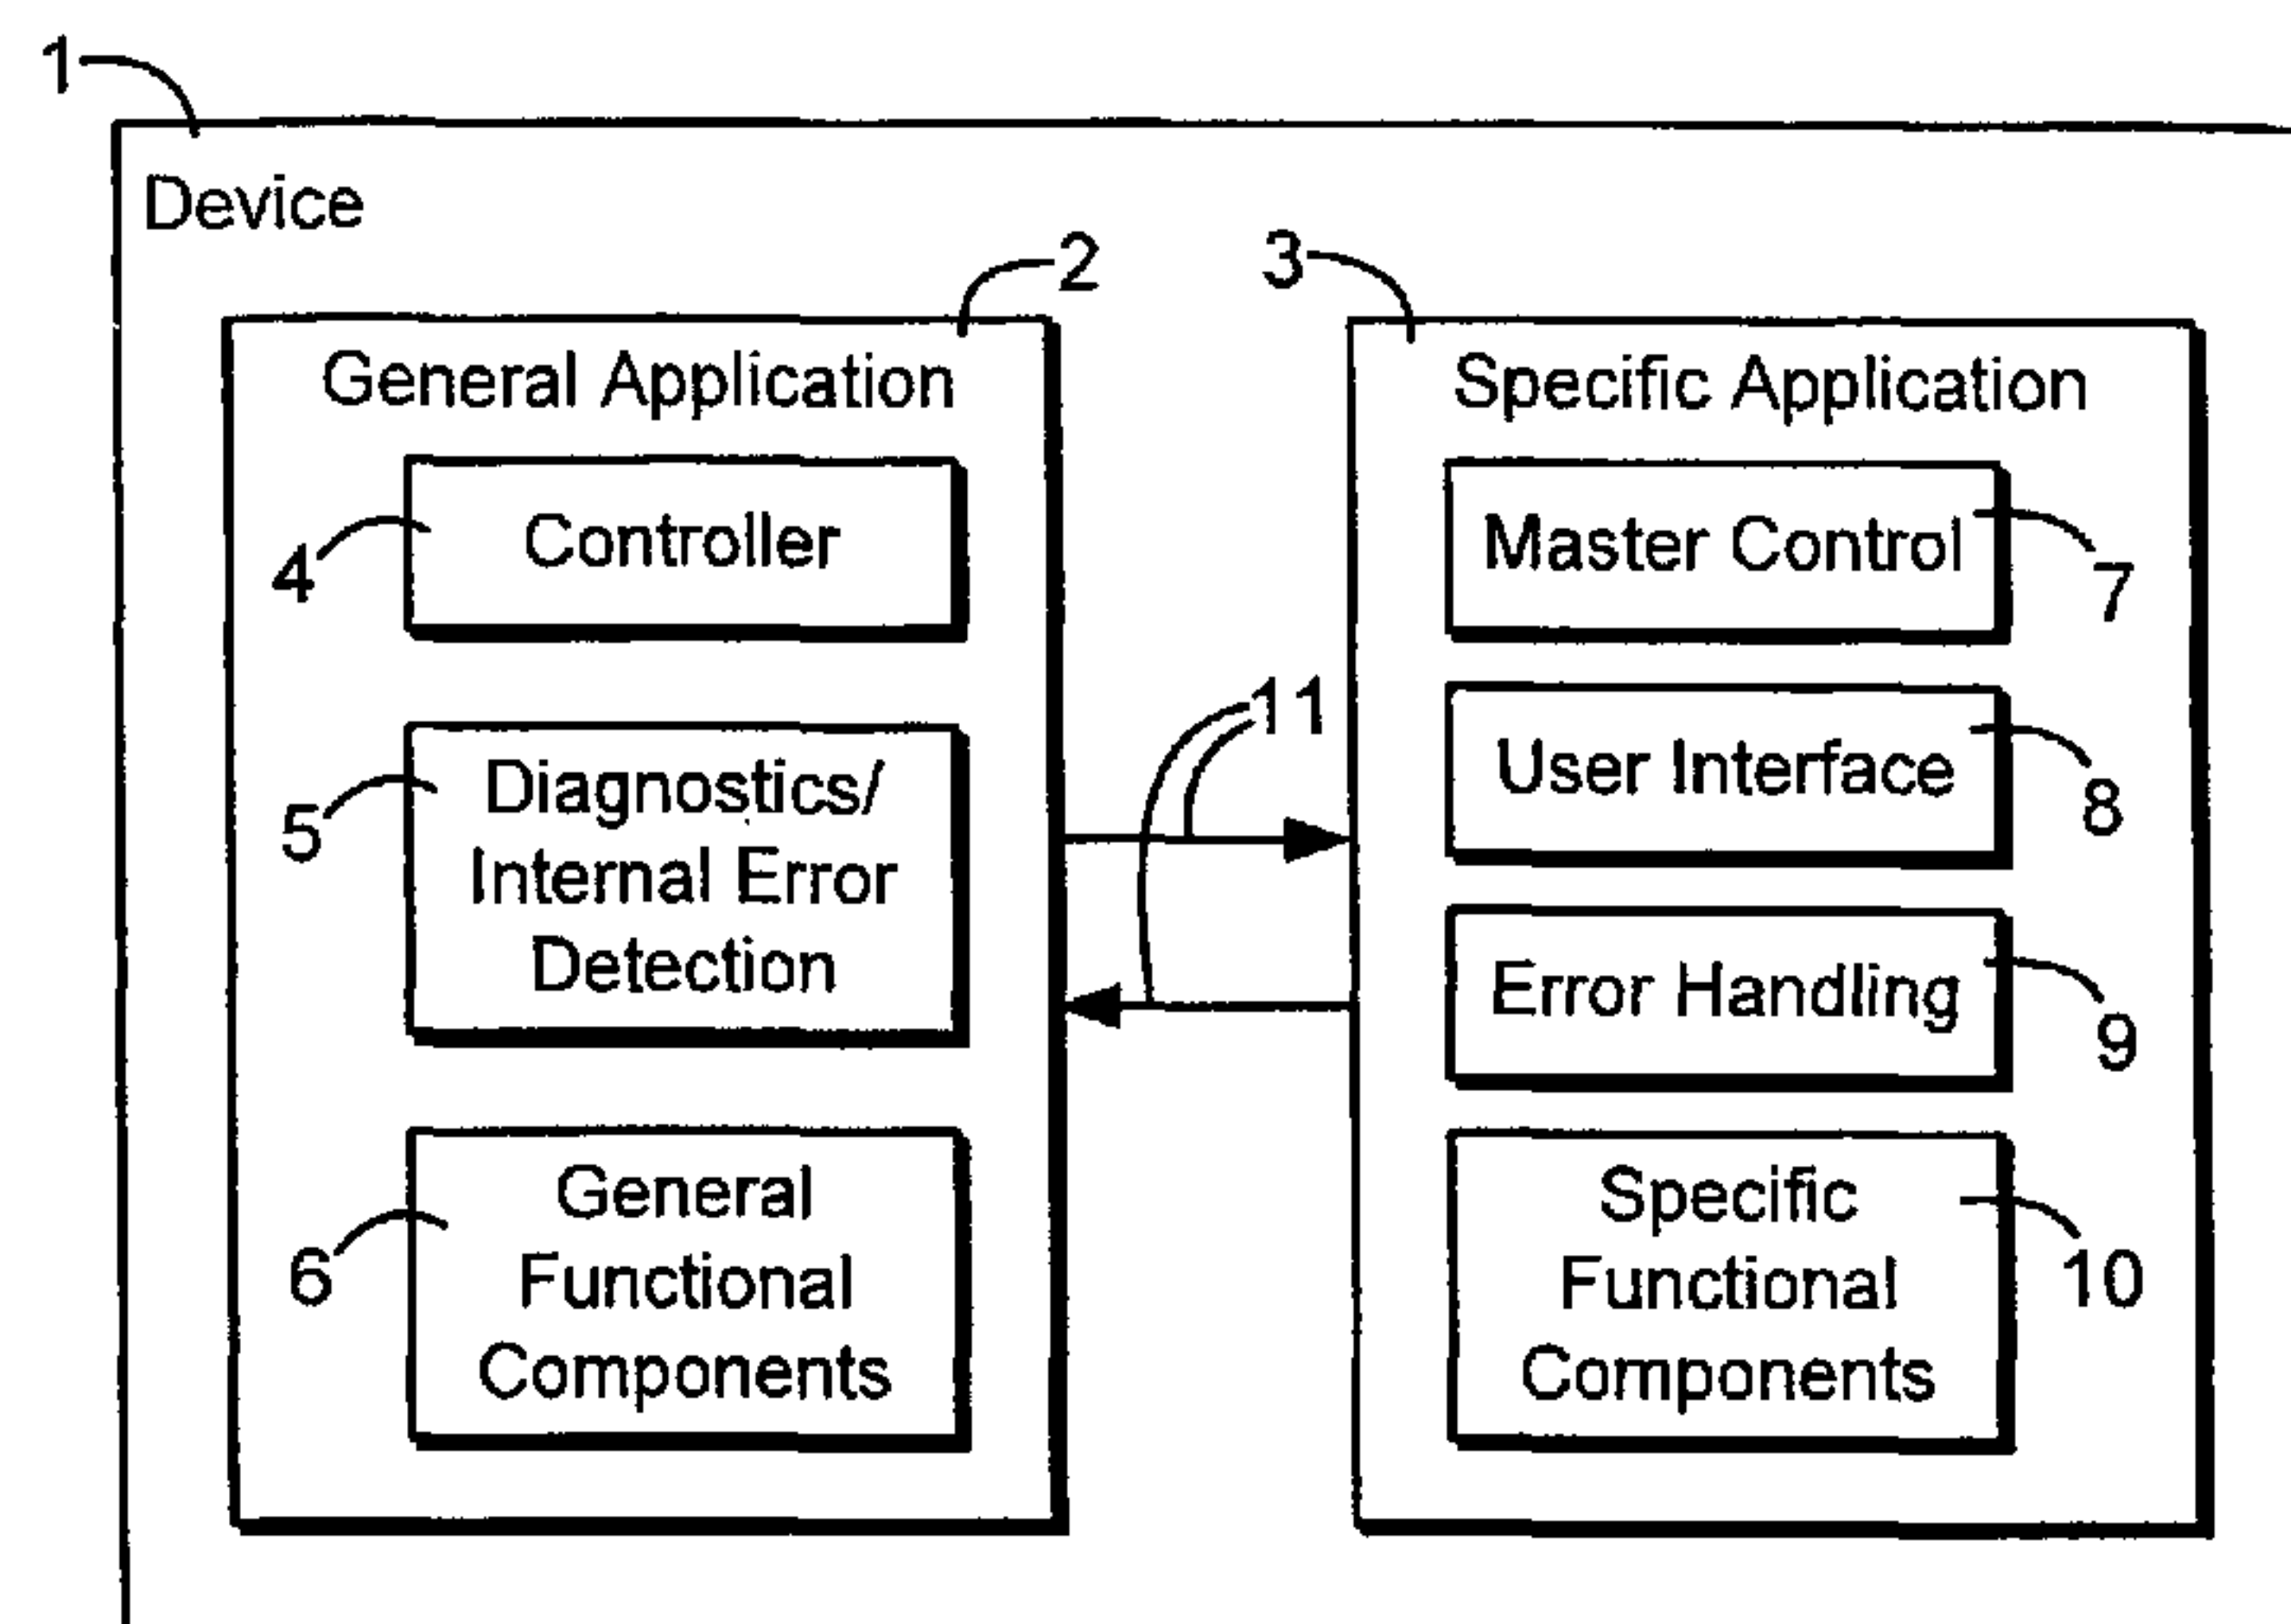 1
Device
2
3
General Application
Specific Application
Controller
4
Master Control
7
11
Diagnostics/
Internal Error
Detection
5
User Interface
8
Error Handling
9
General
Functional
Components
6
Specific
Functional
Components
10